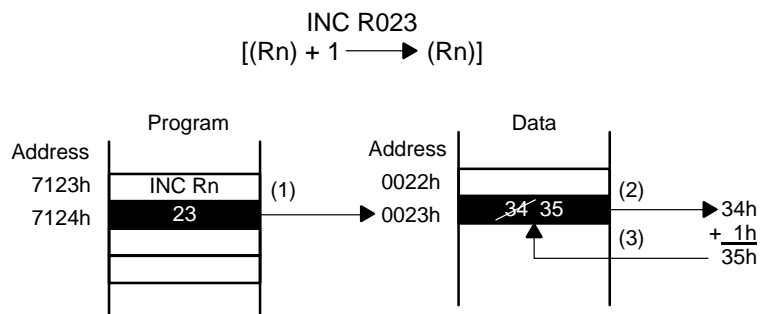 INC R023
[(Rn) + 1 → (Rn)]
Program
Data
Address
Address
7123h
INC Rn
(1)
0022h
(2)
7124h
23
0023h
34 35
34h
(3)
+ 1h
35h